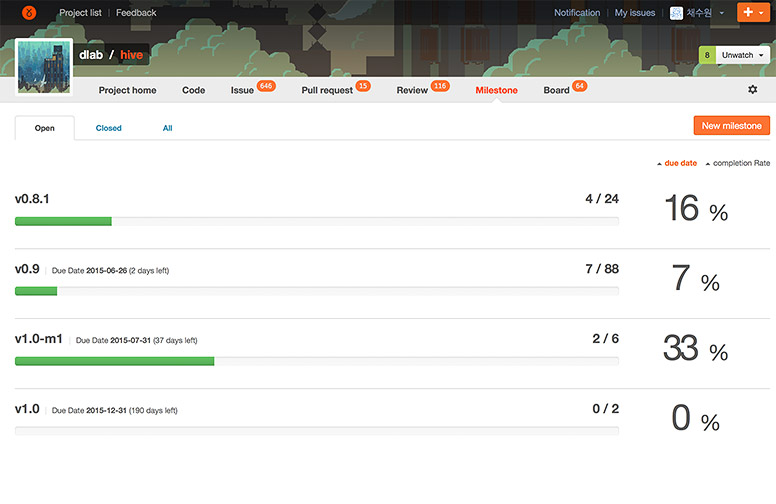 Project list | Feedback
Notification | My issues | 채수원
dlab / hive
8 Unwatch
Project home Code Issue 646 Pull request 15 Review 116 Milestone Board 64
Open Closed All
New milestone
due date completion Rate
v0.8.1 4 / 24 16 %
v0.9 | Due Date 2015-06-26 (2 days left) 7 / 88 7 %
v1.0-m1 | Due Date 2015-07-31 (37 days left) 2 / 6 33 %
v1.0 | Due Date 2015-12-31 (190 days left) 0 / 2 0 %